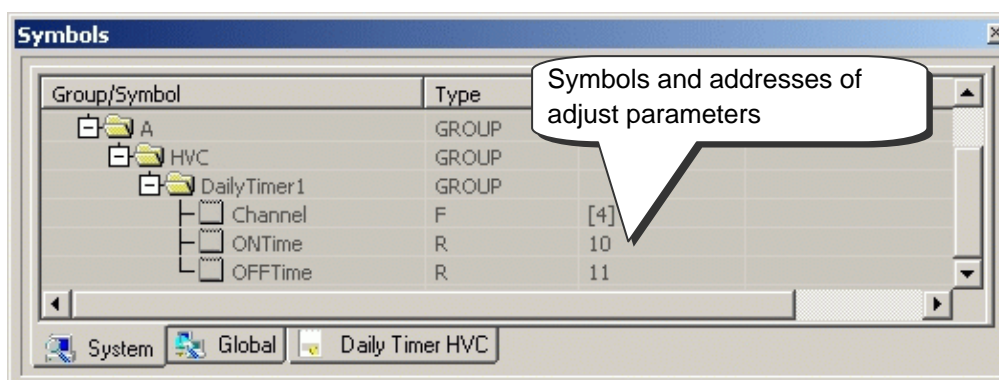 Symbols
Group/Symbol Type
Symbols and addresses of
adjust parameters
A GROUP
HVC GROUP
DailyTimer1 GROUP
Channel F [4]
ONTime R 10
OFFTime R 11
System Global Daily Timer HVC